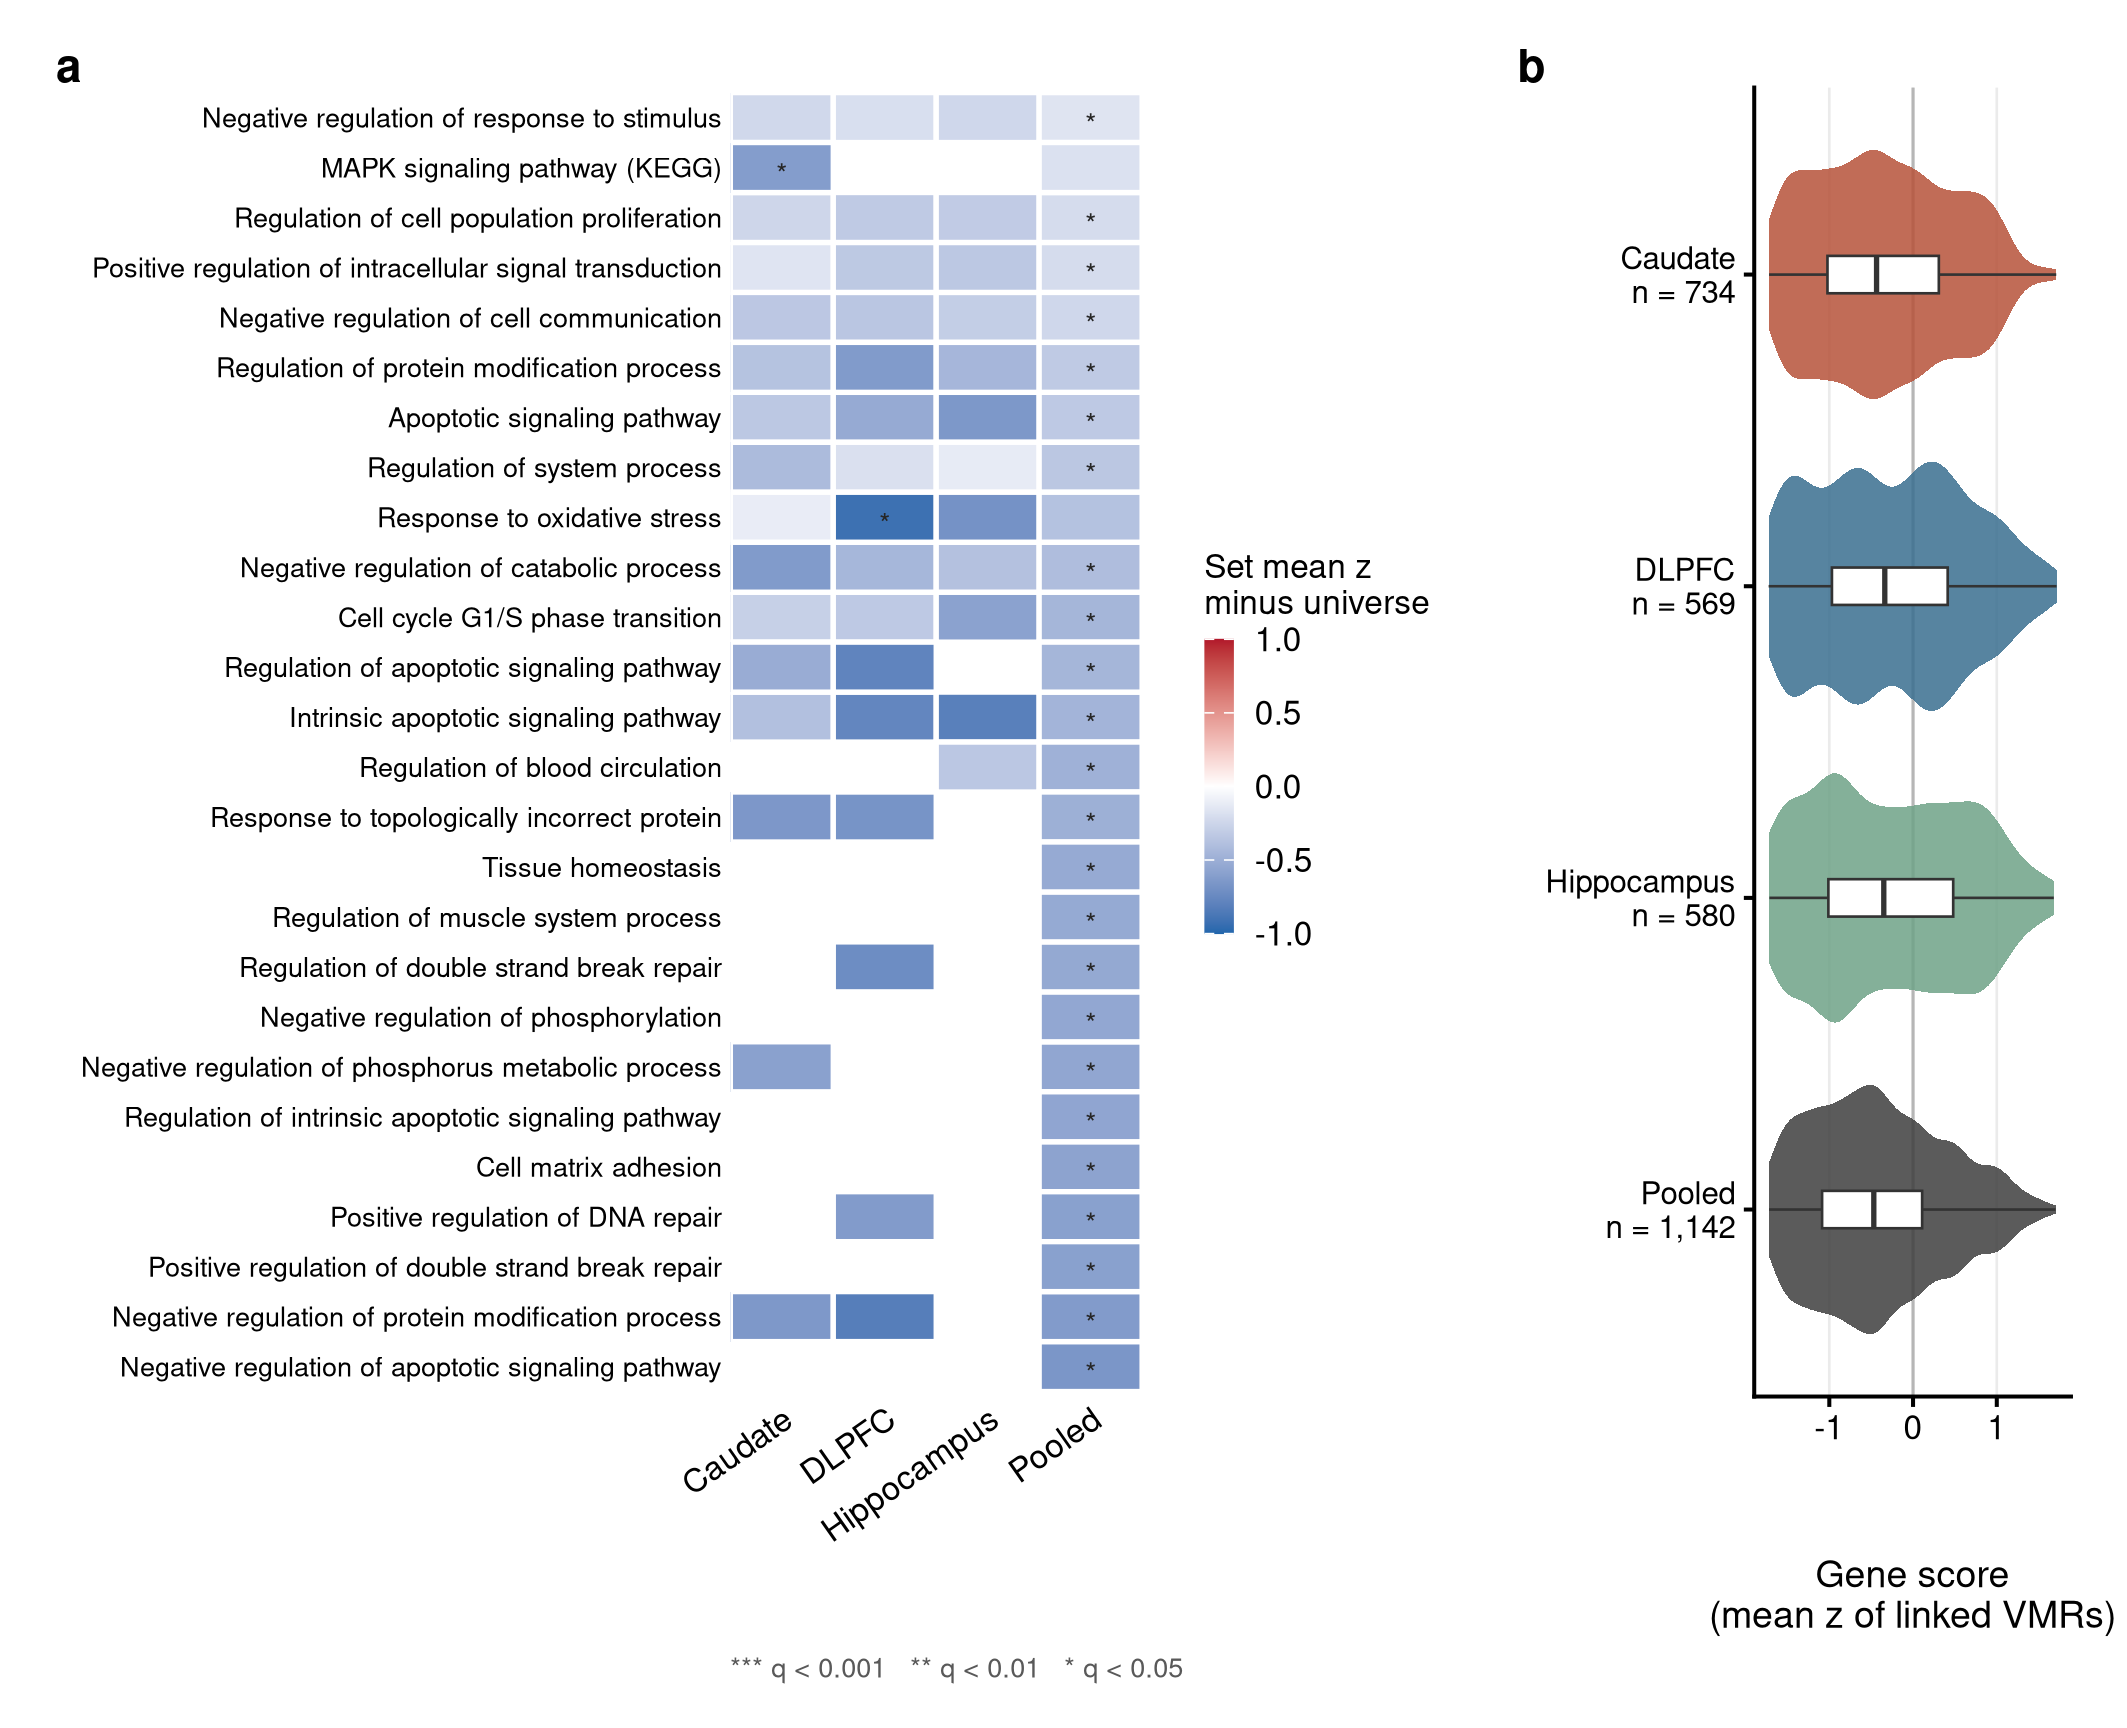 a
Negative regulation of response to stimulus
*
MAPK signaling pathway (KEGG)
*
Regulation of cell population proliferation
*
Positive regulation of intracellular signal transduction
*
Negative regulation of cell communication
*
Regulation of protein modification process
*
Apoptotic signaling pathway
*
Regulation of system process
*
Response to oxidative stress
*
Negative regulation of catabolic process
*
Cell cycle G1/S phase transition
*
Regulation of apoptotic signaling pathway
*
Intrinsic apoptotic signaling pathway
*
Regulation of blood circulation
*
Response to topologically incorrect protein
*
Tissue homeostasis
*
Regulation of muscle system process
*
Regulation of double strand break repair
*
Negative regulation of phosphorylation
*
Negative regulation of phosphorus metabolic process
*
Regulation of intrinsic apoptotic signaling pathway
*
Cell matrix adhesion
*
Positive regulation of DNA repair
*
Positive regulation of double strand break repair
*
Negative regulation of protein modification process
*
Negative regulation of apoptotic signaling pathway
*
Caudate
DLPFC
Hippocampus
Pooled
Set mean z
minus universe
1.0
0.5
0.0
-0.5
-1.0
*** q < 0.001 ** q < 0.01 * q < 0.05
b
Caudate
n = 734
DLPFC
n = 569
Hippocampus
n = 580
Pooled
n = 1,142
-1 0 1
Gene score
(mean z of linked VMRs)